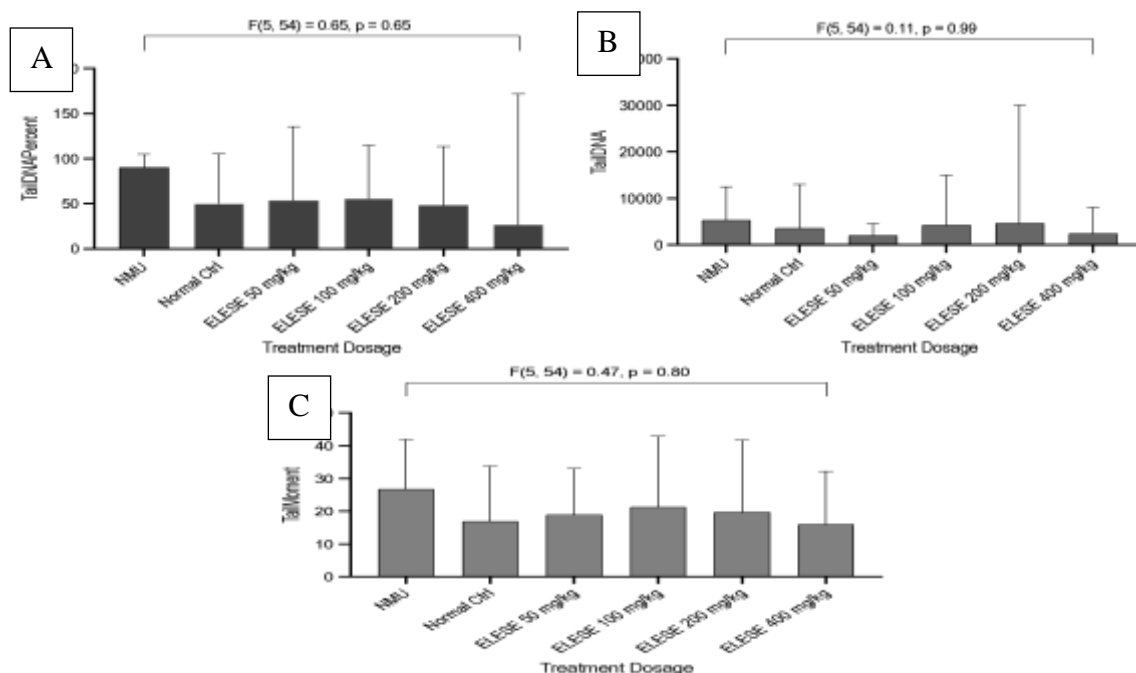 A
F(5, 54) = 0.65, p = 0.65
TailDNAPercent
150
100
50
0
NMU
Normal Ctrl
ELESE 50 mg/kg
ELESE 100 mg/kg
ELESE 200 mg/kg
ELESE 400 mg/kg
Treatment Dosage
B
F(5, 54) = 0.11, p = 0.99
TailDNA
30000
20000
10000
0
NMU
Normal Ctrl
ELESE 50 mg/kg
ELESE 100 mg/kg
ELESE 200 mg/kg
ELESE 400 mg/kg
Treatment Dosage
C
F(5, 54) = 0.47, p = 0.80
TailMoment
40
30
20
10
0
NMU
Normal Ctrl
ELESE 50 mg/kg
ELESE 100 mg/kg
ELESE 200 mg/kg
ELESE 400 mg/kg
Treatment Dosage